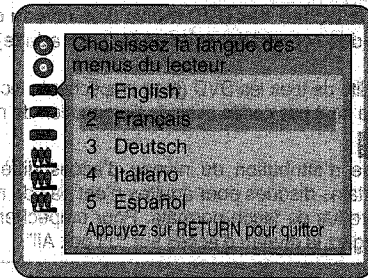 Choisissez la langue des
menus du lecteur
1 English
2 Français
3 Deutsch
4 Italiano
5 Español
Appuyez sur RETURN pour quitter